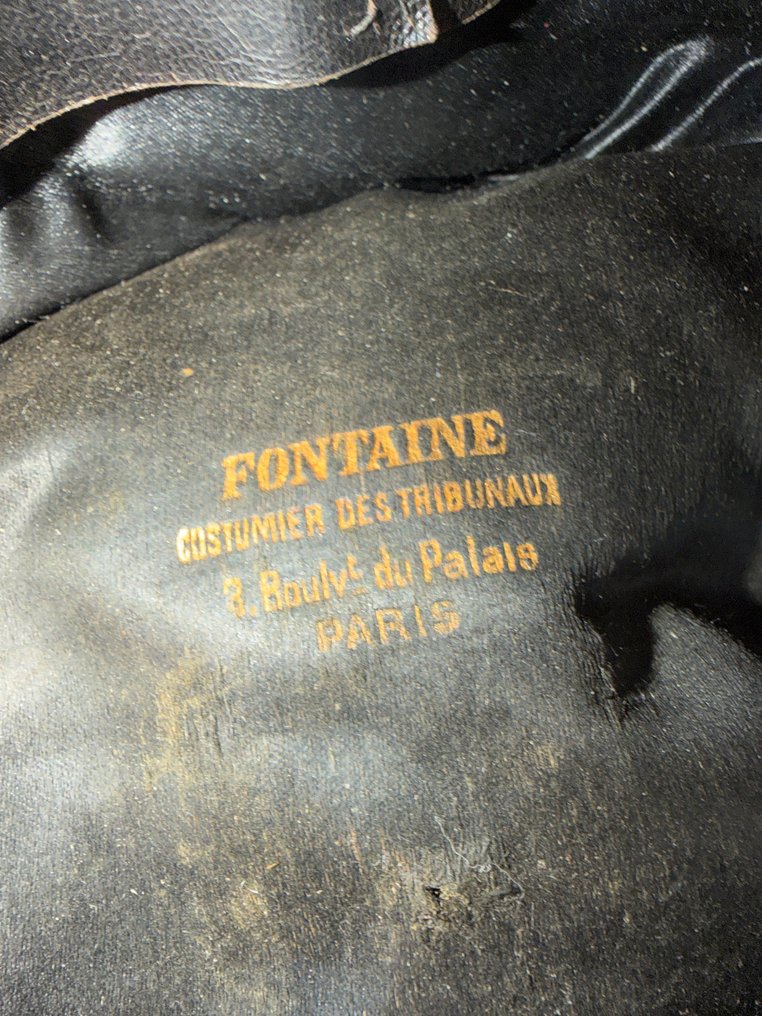 FONTAINE
COSTUMIER DES TRIBUNAUX
3. Boulvt du Palais
PARIS